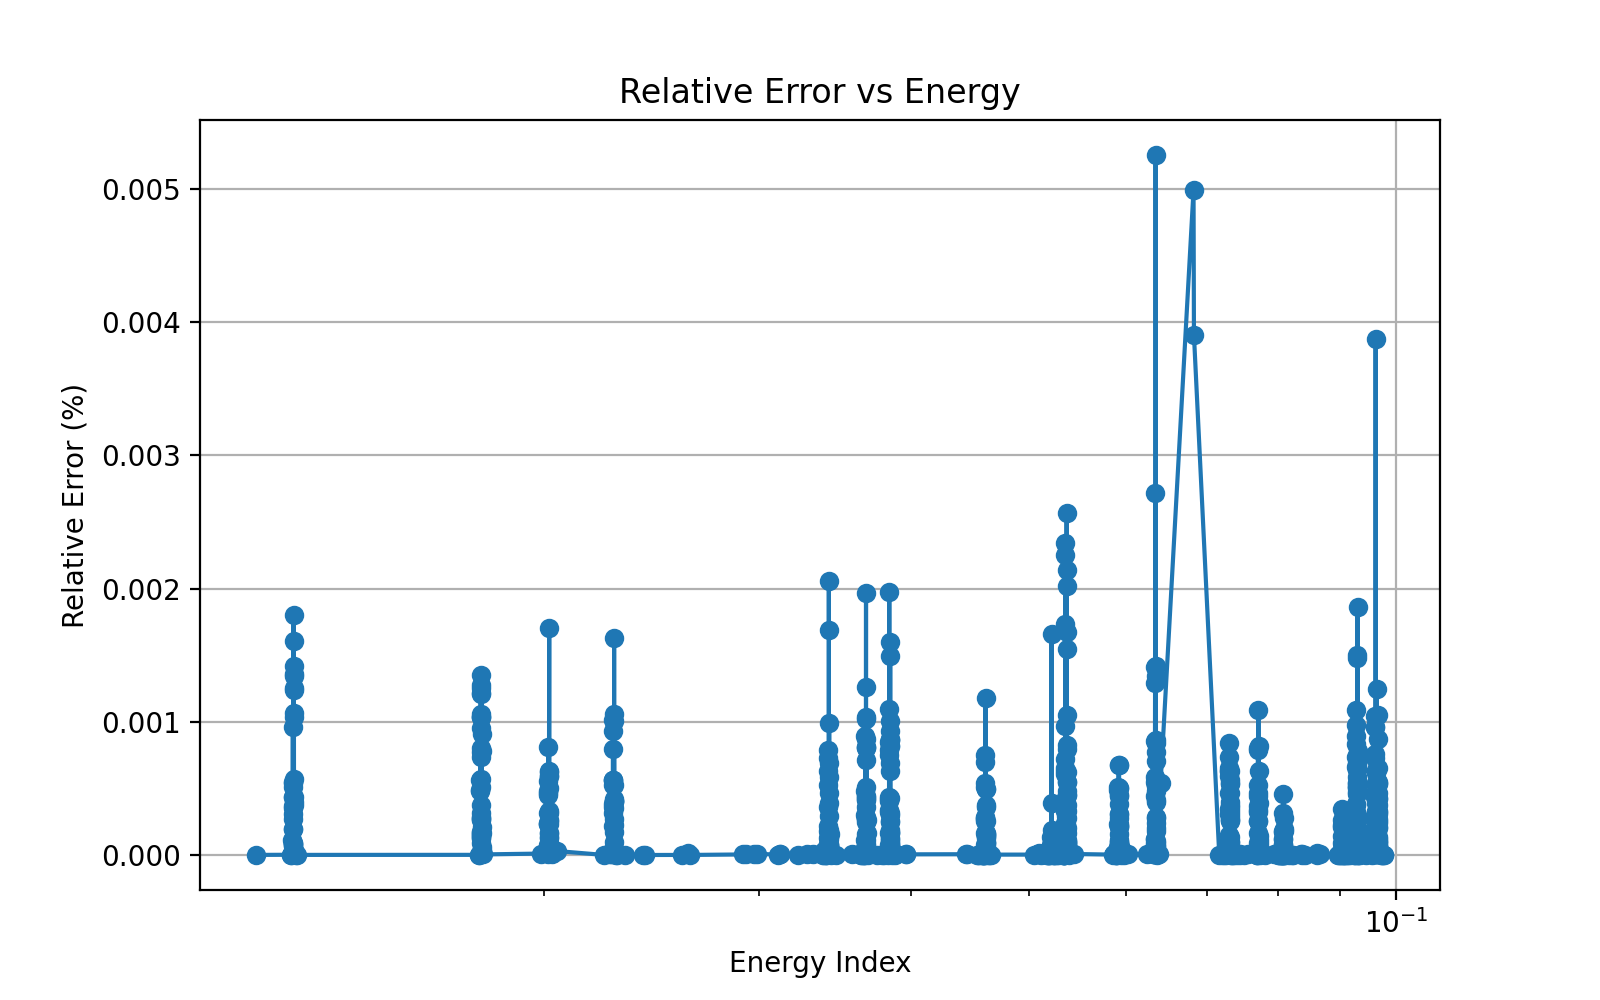 Relative Error vs Energy
Relative Error (%)
0.005
0.004
0.003
0.002
0.001
0.000
10⁻¹
Energy Index